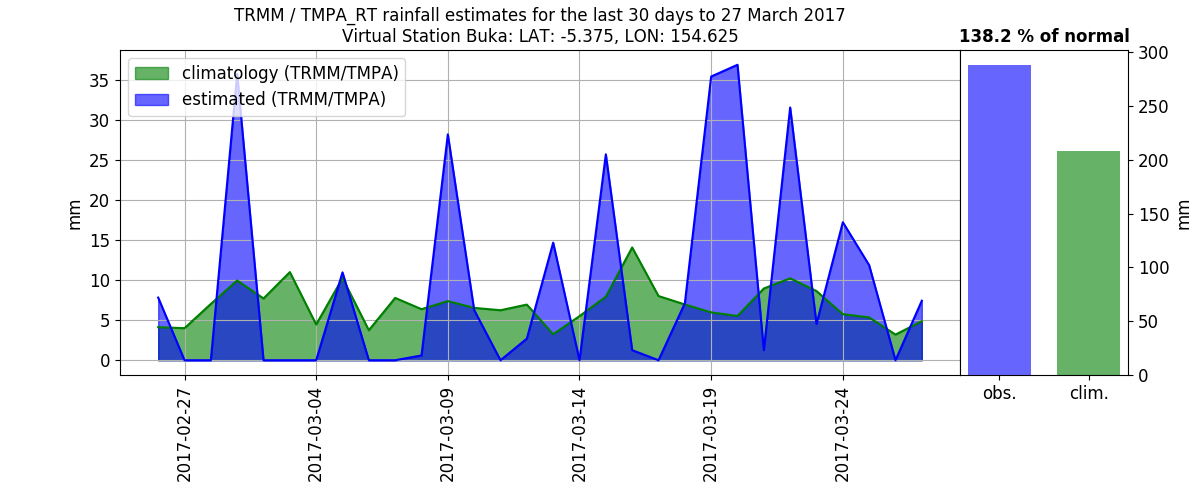 TRMM / TMPA_RT rainfall estimates for the last 30 days to 27 March 2017
Virtual Station Buka: LAT: -5.375, LON: 154.625
138.2 % of normal
climatology (TRMM/TMPA)
estimated (TRMM/TMPA)
35
30
25
20
15
10
5
0
mm
2017-02-27
2017-03-04
2017-03-09
2017-03-14
2017-03-19
2017-03-24
300
250
200
150
100
50
0
mm
obs.
clim.